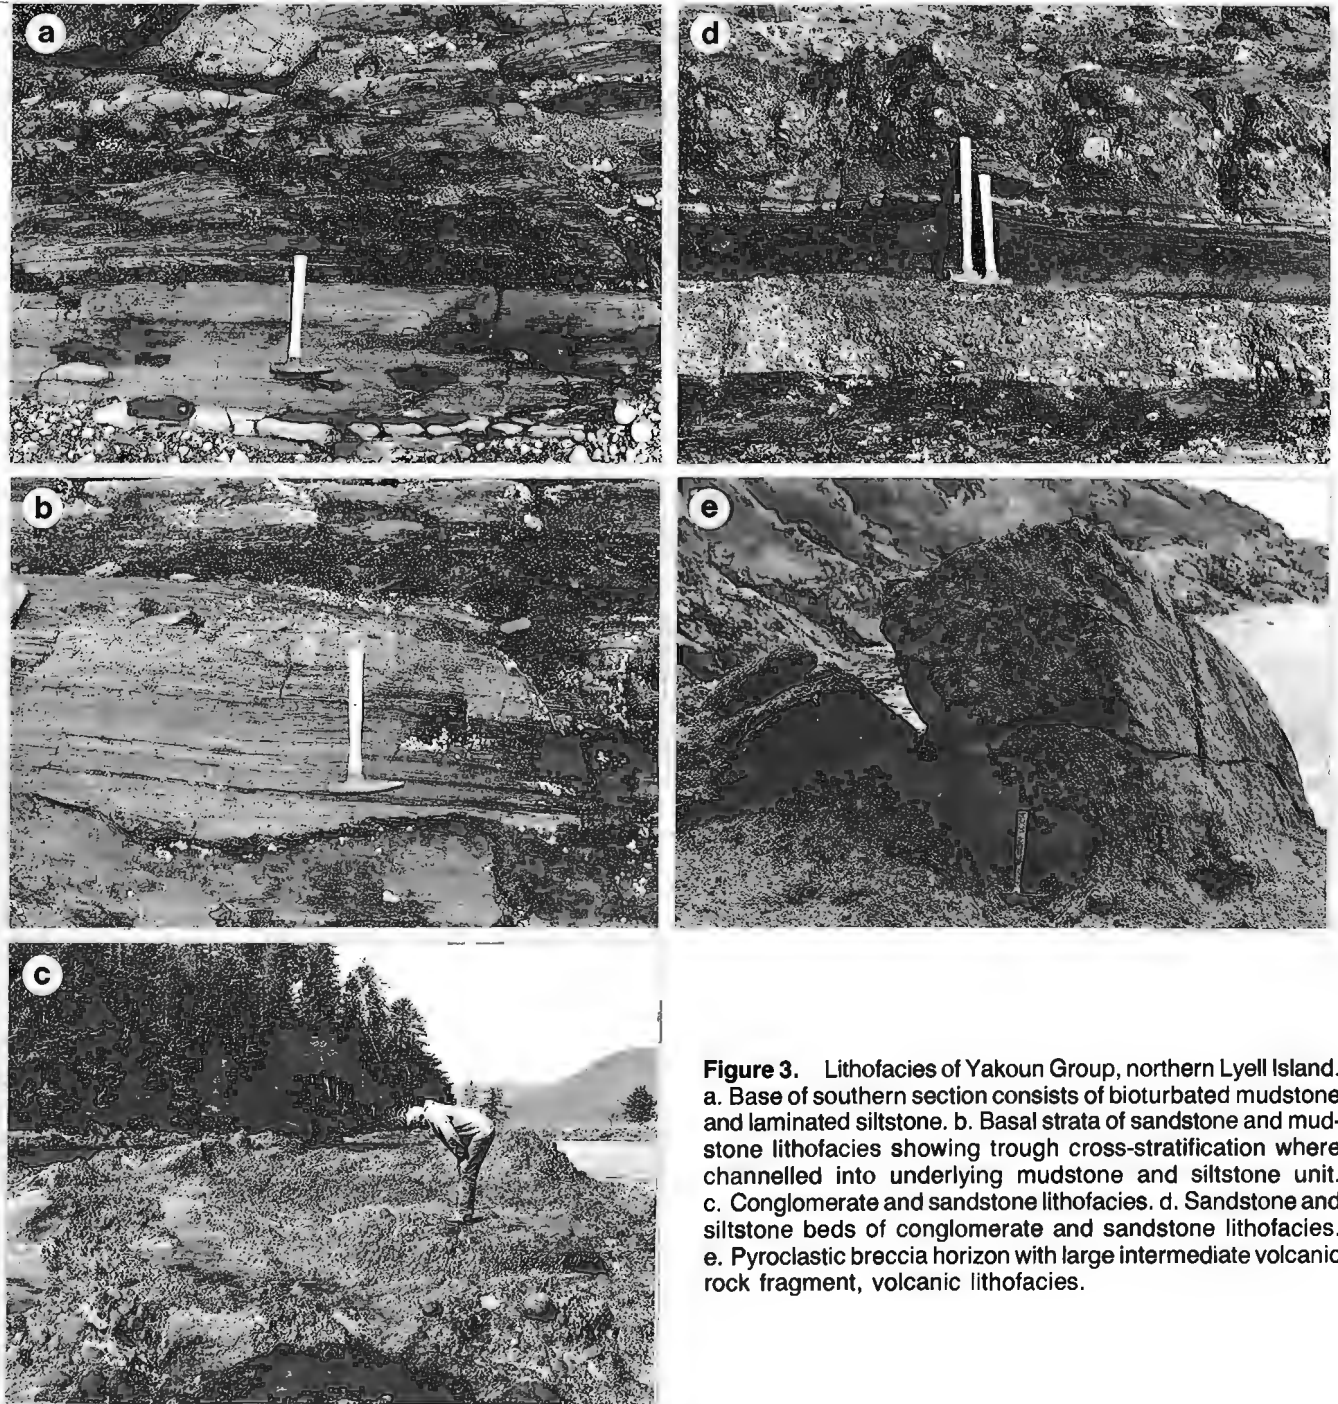 a
d
b
e
c
Figure 3. Lithofacies of Yakoun Group, northern Lyell Island.
a. Base of southern section consists of bioturbated mudstone
and laminated siltstone. b. Basal strata of sandstone and mud-
stone lithofacies showing trough cross-stratification where
channelled into underlying mudstone and siltstone unit.
c. Conglomerate and sandstone lithofacies. d. Sandstone and
siltstone beds of conglomerate and sandstone lithofacies.
e. Pyroclastic breccia horizon with large intermediate volcanic
rock fragment, volcanic lithofacies.